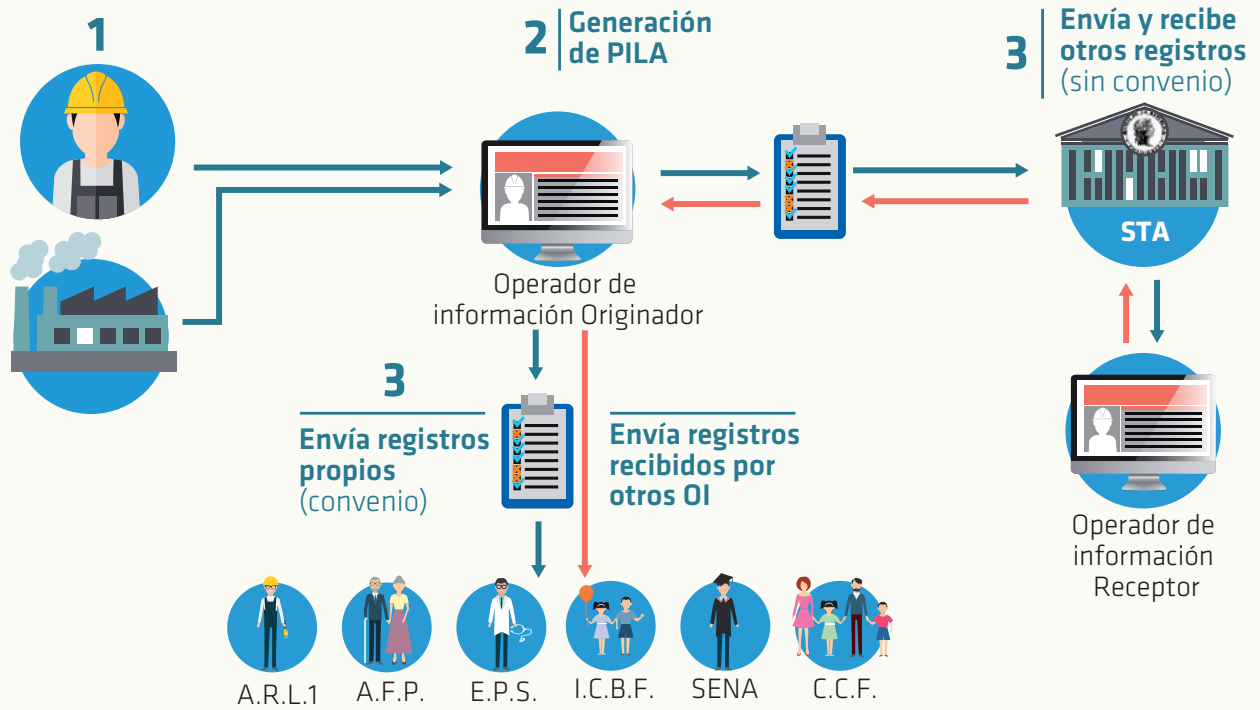 1
2
Generación
de PILA
3
Envía y recibe
otros registros
(sin convenio)
STA
Operador de
información Originador
3
Envía registros
propios
(convenio)
Envía registros
recibidos por
otros OI
Operador de
información
Receptor
A.R.L.1
A.F.P.
E.P.S.
I.C.B.F.
SENA
C.C.F.